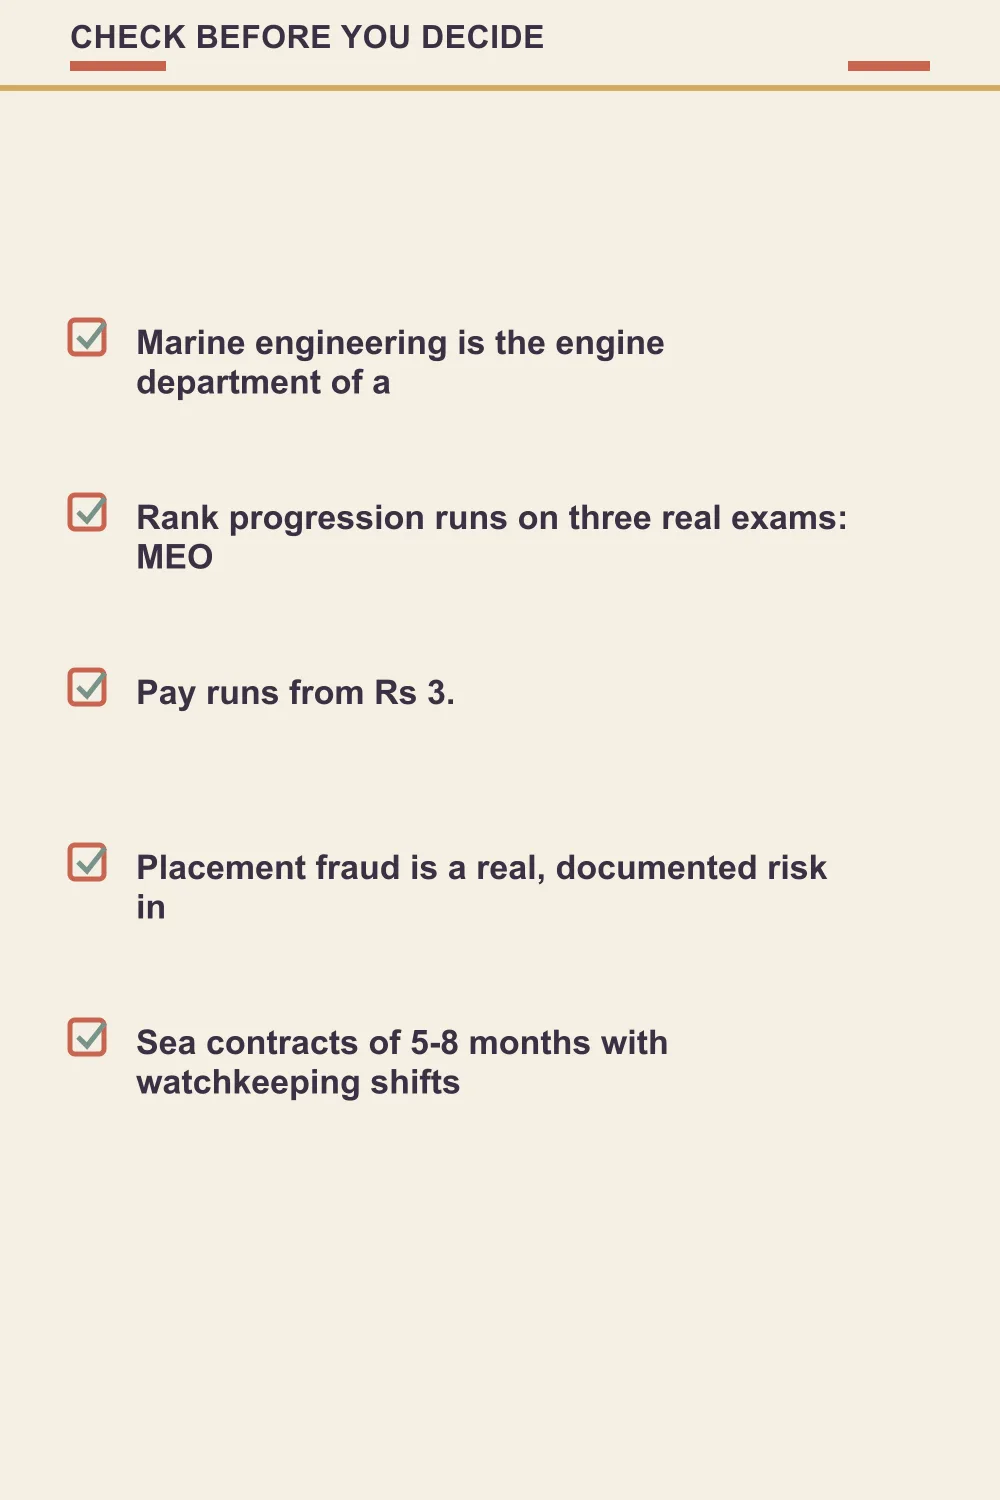 CHECK BEFORE YOU DECIDE
Marine engineering is the engine
department of a
Rank progression runs on three real exams:
MEO
Pay runs from Rs 3.
Placement fraud is a real, documented risk
in
Sea contracts of 5-8 months with
watchkeeping shifts